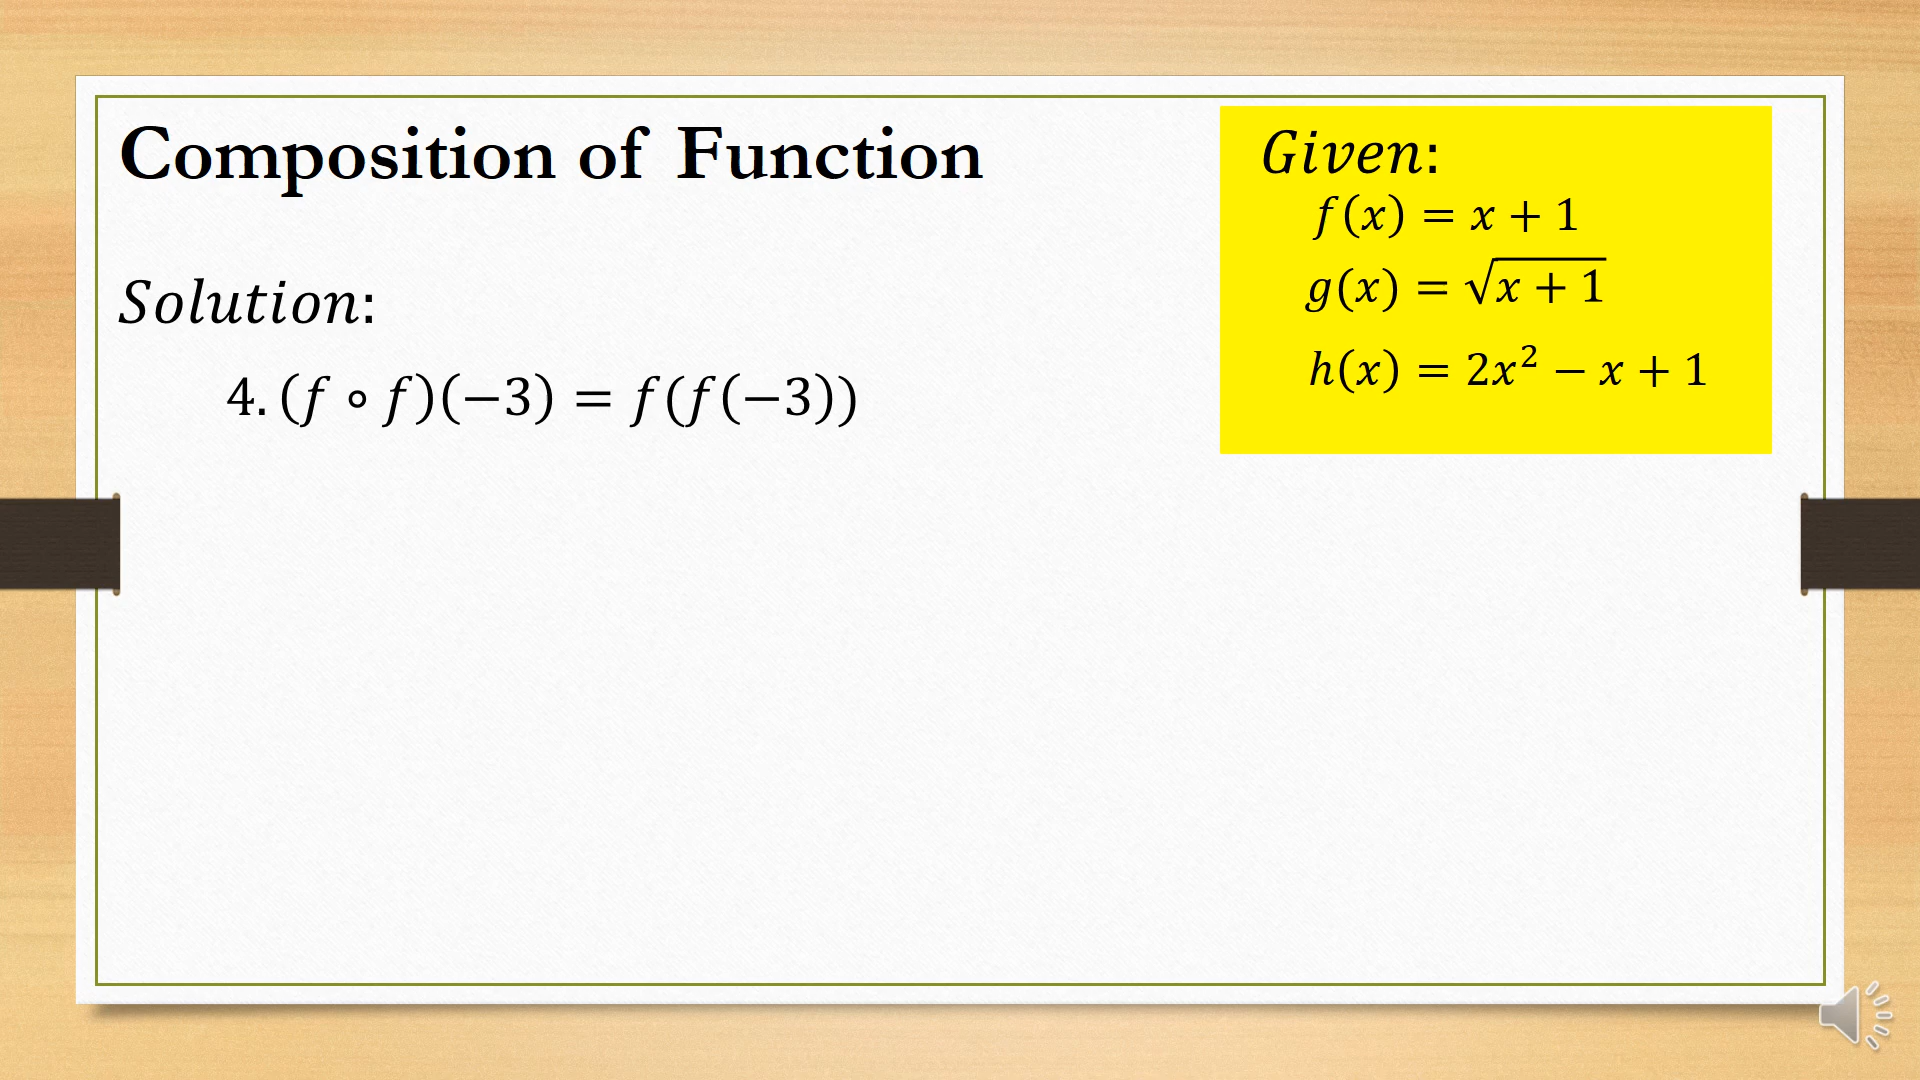 Composition of Function
Given:
f(x) = x + 1
g(x) = √(x + 1)
h(x) = 2x² − x + 1
Solution:
4. (f ∘ f)(−3) = f(f(−3))